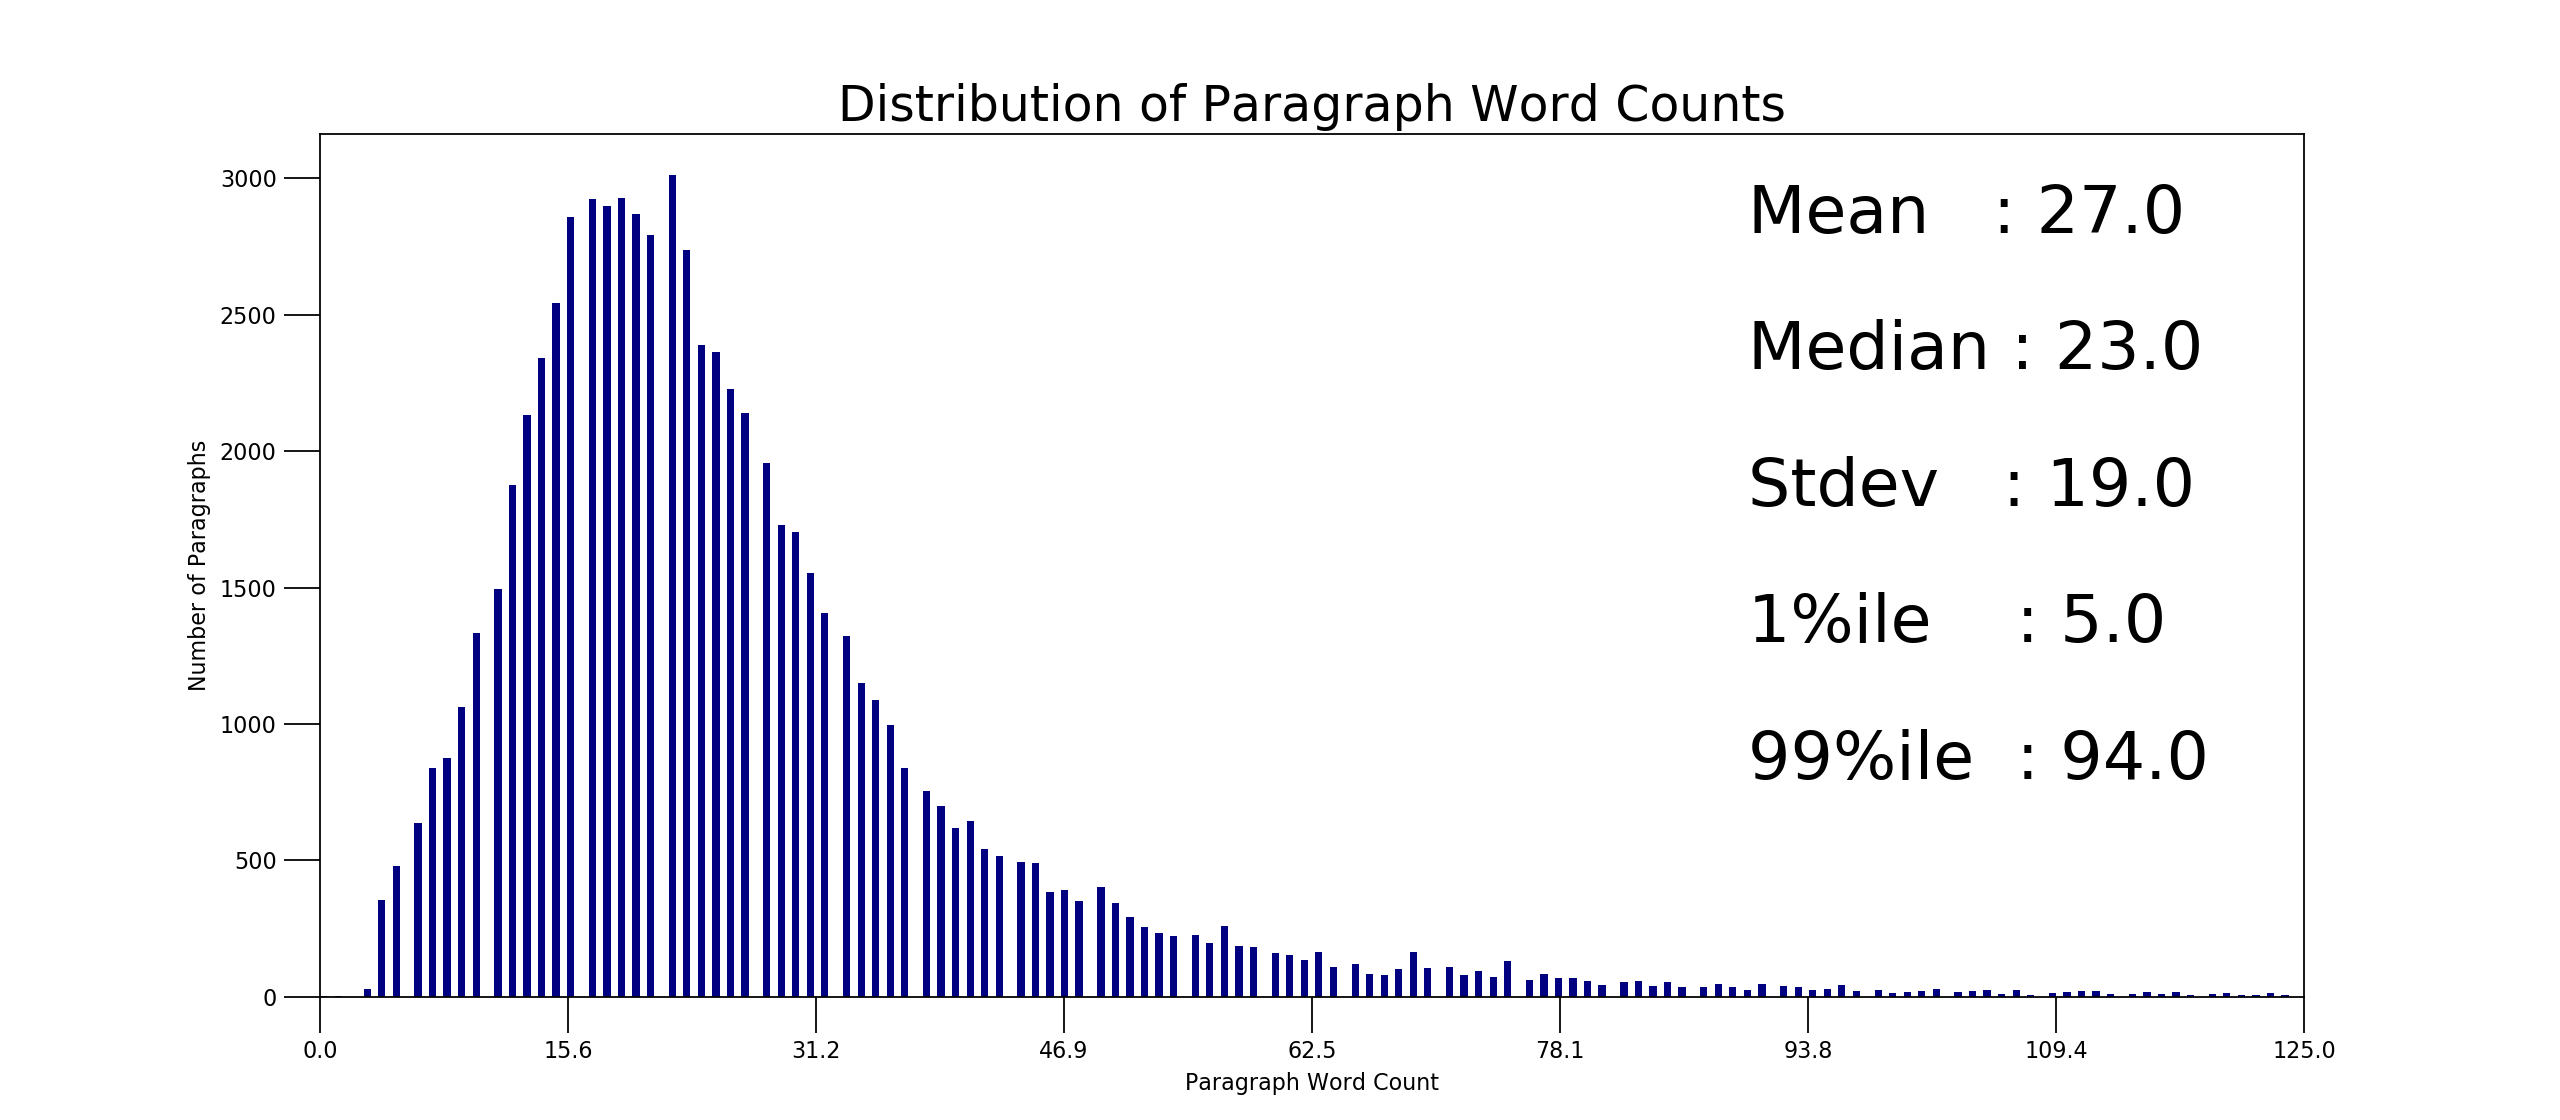 Distribution of Paragraph Word Counts
Mean : 27.0
Median : 23.0
Stdev : 19.0
1%ile : 5.0
99%ile : 94.0
Number of Paragraphs
3000
2500
2000
1500
1000
500
0
0.0 15.6 31.2 46.9 62.5 78.1 93.8 109.4 125.0
Paragraph Word Count